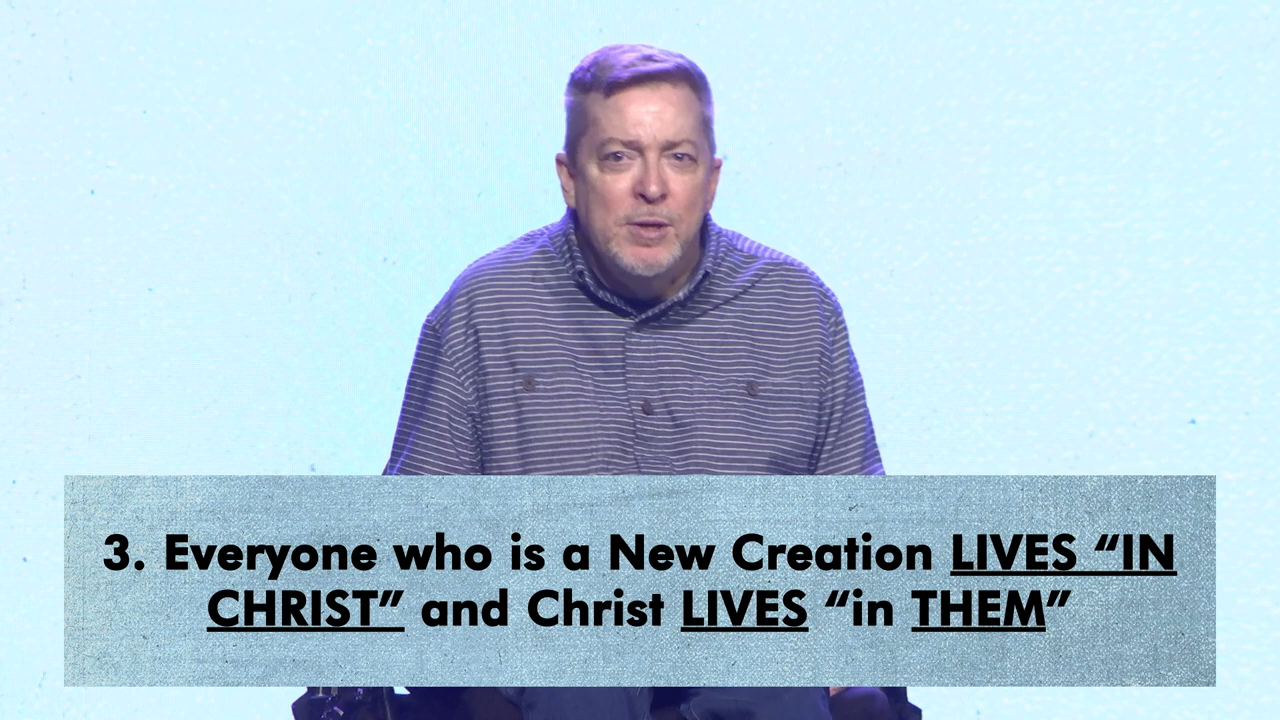 3. Everyone who is a New Creation LIVES “IN
CHRIST” and Christ LIVES “in THEM”